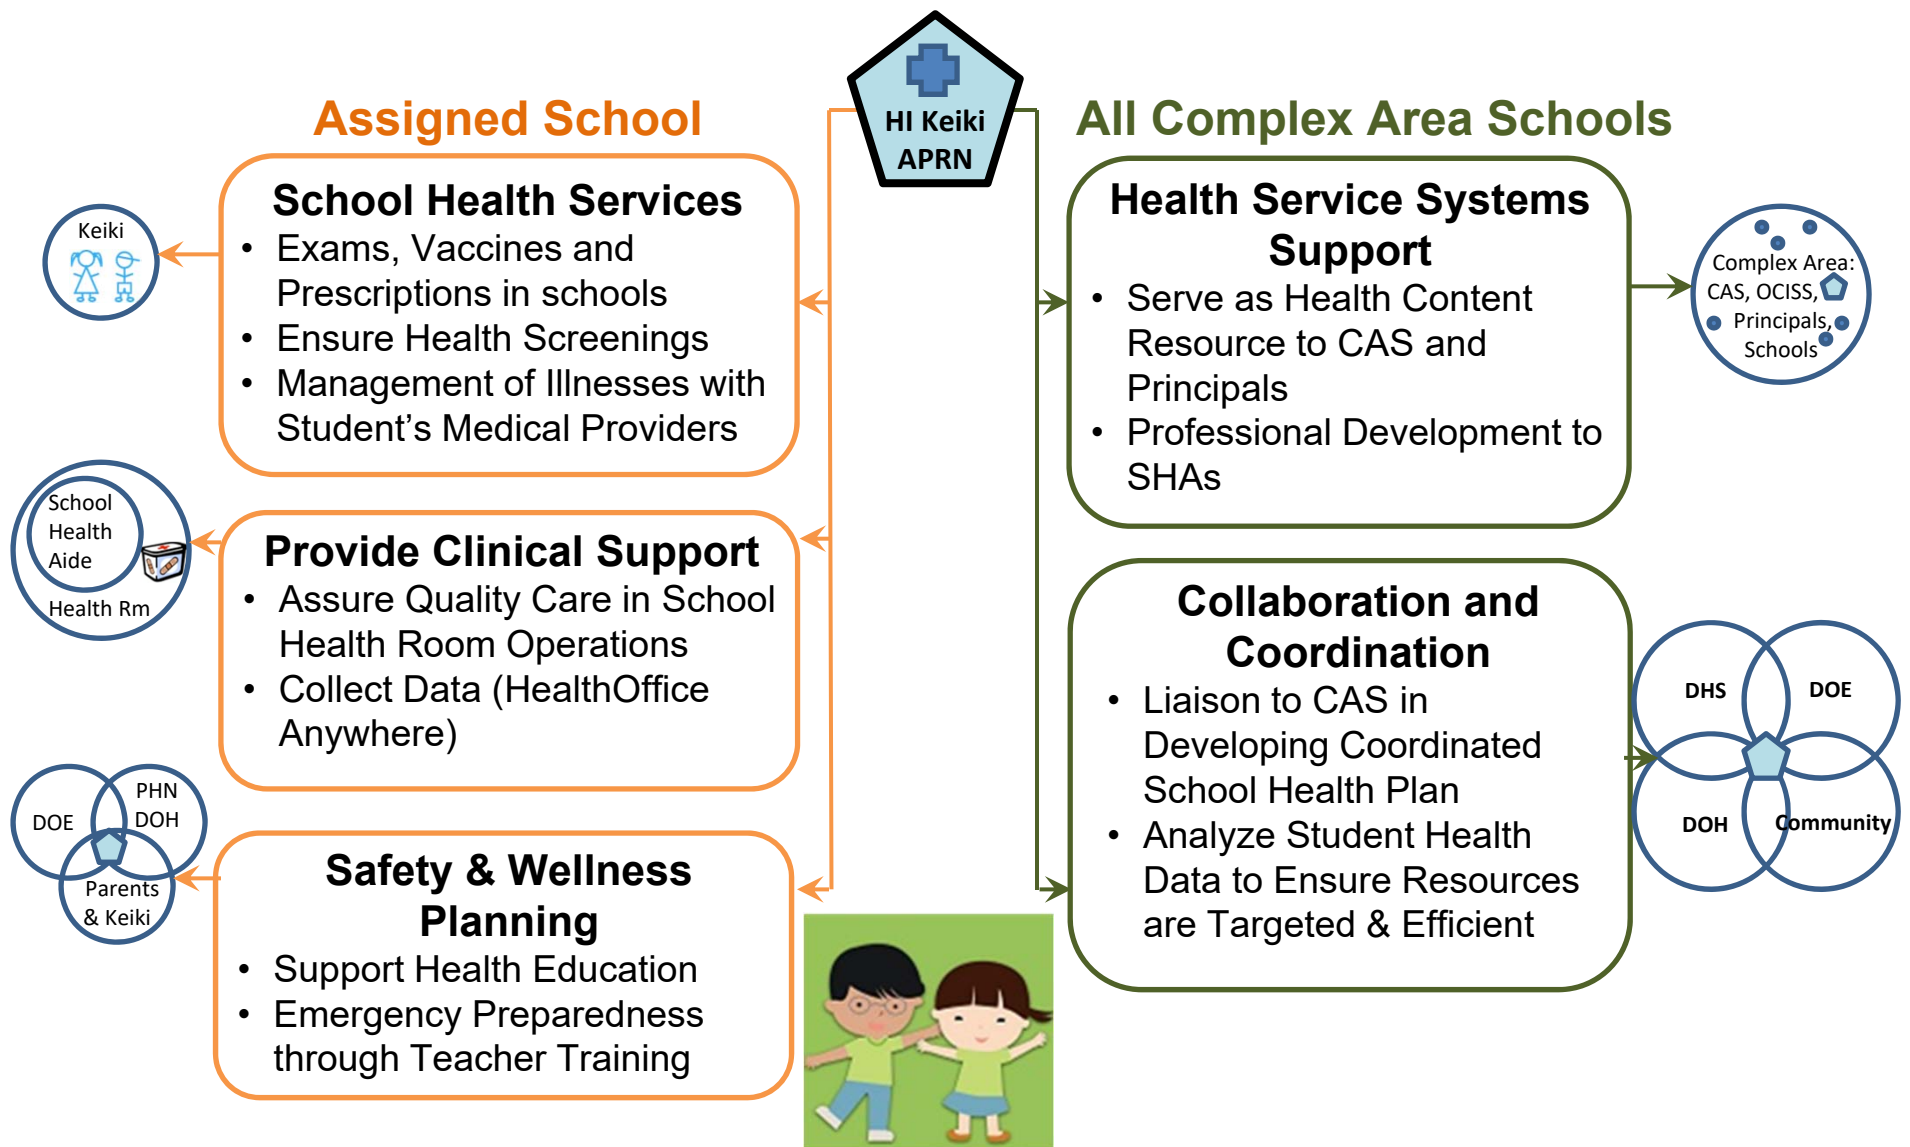 HI Keiki
APRN
Assigned School
School Health Services
• Exams, Vaccines and
Prescriptions in schools
• Ensure Health Screenings
• Management of Illnesses with
Student’s Medical Providers
Keiki
Provide Clinical Support
• Assure Quality Care in School
Health Room Operations
• Collect Data (HealthOffice
Anywhere)
School
Health
Aide
Health Rm
Safety & Wellness
Planning
• Support Health Education
• Emergency Preparedness
through Teacher Training
DOE
PHN
DOH
Parents
& Keiki
All Complex Area Schools
Health Service Systems
Support
• Serve as Health Content
Resource to CAS and
Principals
• Professional Development to
SHAs
Complex Area:
CAS, OCISS,
Principals,
Schools
Collaboration and
Coordination
• Liaison to CAS in
Developing Coordinated
School Health Plan
• Analyze Student Health
Data to Ensure Resources
are Targeted & Efficient
DHS
DOE
DOH
Community